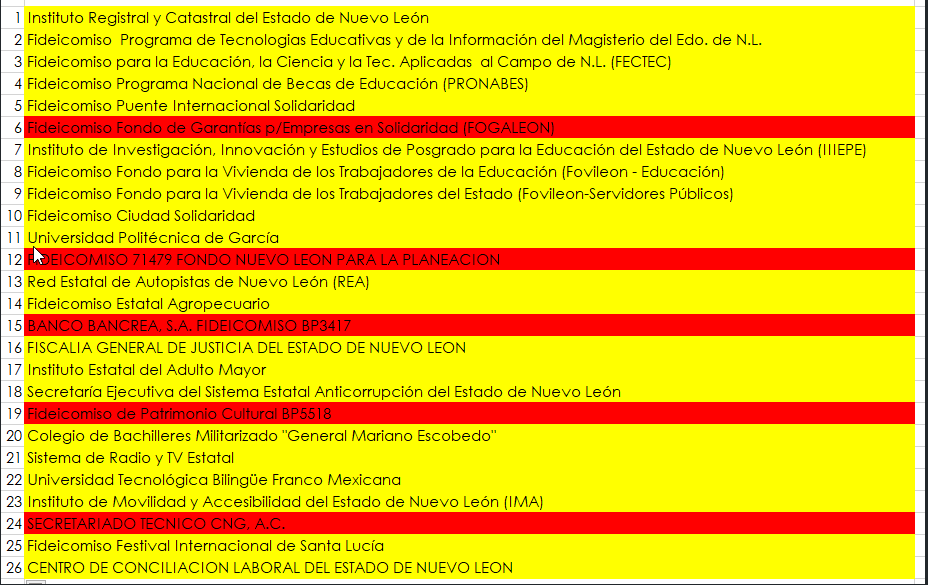 1 Instituto Registral y Catastral del Estado de Nuevo León
2 Fideicomiso  Programa de Tecnologias Educativas y de la Información del Magisterio del Edo. de N.L.
3 Fideicomiso para la Educación, la Ciencia y la Tec. Aplicadas  al Campo de N.L. (FECTEC)
4 Fideicomiso Programa Nacional de Becas de Educación (PRONABES)
5 Fideicomiso Puente Internacional Solidaridad
6 Fideicomiso Fondo de Garantías p/Empresas en Solidaridad (FOGALEON)
7 Instituto de Investigación, Innovación y Estudios de Posgrado para la Educación del Estado de Nuevo León (IIIEPE)
8 Fideicomiso Fondo para la Vivienda de los Trabajadores de la Educación (Fovileon - Educación)
9 Fideicomiso Fondo para la Vivienda de los Trabajadores del Estado (Fovileon-Servidores Públicos)
10 Fideicomiso Ciudad Solidaridad
11 Universidad Politécnica de García
12 FIDEICOMISO 71479 FONDO NUEVO LEON PARA LA PLANEACION
13 Red Estatal de Autopistas de Nuevo León (REA)
14 Fideicomiso Estatal Agropecuario
15 BANCO BANCREA, S.A. FIDEICOMISO BP3417
16 FISCALIA GENERAL DE JUSTICIA DEL ESTADO DE NUEVO LEON
17 Instituto Estatal del Adulto Mayor
18 Secretaría Ejecutiva del Sistema Estatal Anticorrupción del Estado de Nuevo León
19 Fideicomiso de Patrimonio Cultural BP5518
20 Colegio de Bachilleres Militarizado "General Mariano Escobedo"
21 Sistema de Radio y TV Estatal
22 Universidad Tecnológica Bilingüe Franco Mexicana
23 Instituto de Movilidad y Accesibilidad del Estado de Nuevo León (IMA)
24 SECRETARIADO TECNICO CNG, A.C.
25 Fideicomiso Festival Internacional de Santa Lucía
26 CENTRO DE CONCILIACION LABORAL DEL ESTADO DE NUEVO LEON